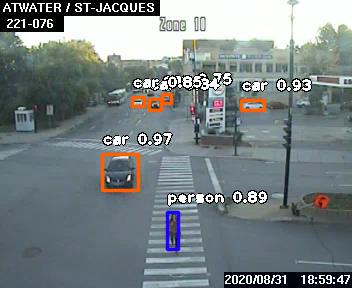 ATWATER / ST-JACQUES
221-076
Zone 10
car 0.93
car 0.97
person 0.89
2020/08/31 18:59:47